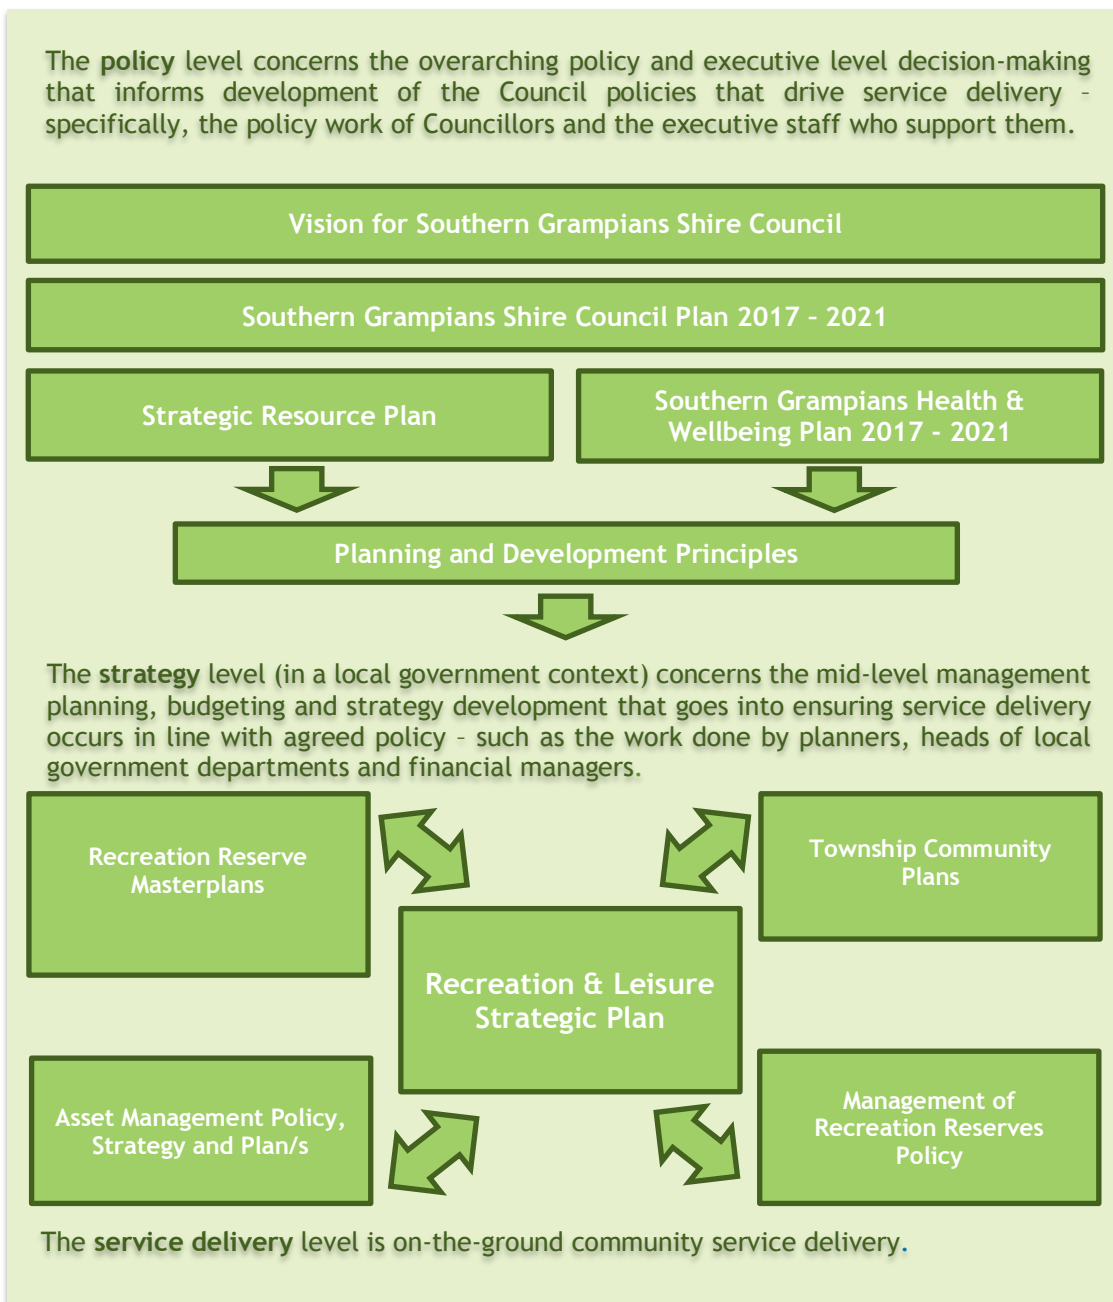 The policy level concerns the overarching policy and executive level decision-making
that informs development of the Council policies that drive service delivery –
specifically, the policy work of Councillors and the executive staff who support them.
Vision for Southern Grampians Shire Council
Southern Grampians Shire Council Plan 2017 – 2021
Strategic Resource Plan
Southern Grampians Health &
Wellbeing Plan 2017 - 2021
Planning and Development Principles
The strategy level (in a local government context) concerns the mid-level management
planning, budgeting and strategy development that goes into ensuring service delivery
occurs in line with agreed policy – such as the work done by planners, heads of local
government departments and financial managers.
Recreation Reserve
Masterplans
Township Community
Plans
Recreation & Leisure
Strategic Plan
Asset Management Policy,
Strategy and Plan/s
Management of
Recreation Reserves
Policy
The service delivery level is on-the-ground community service delivery.